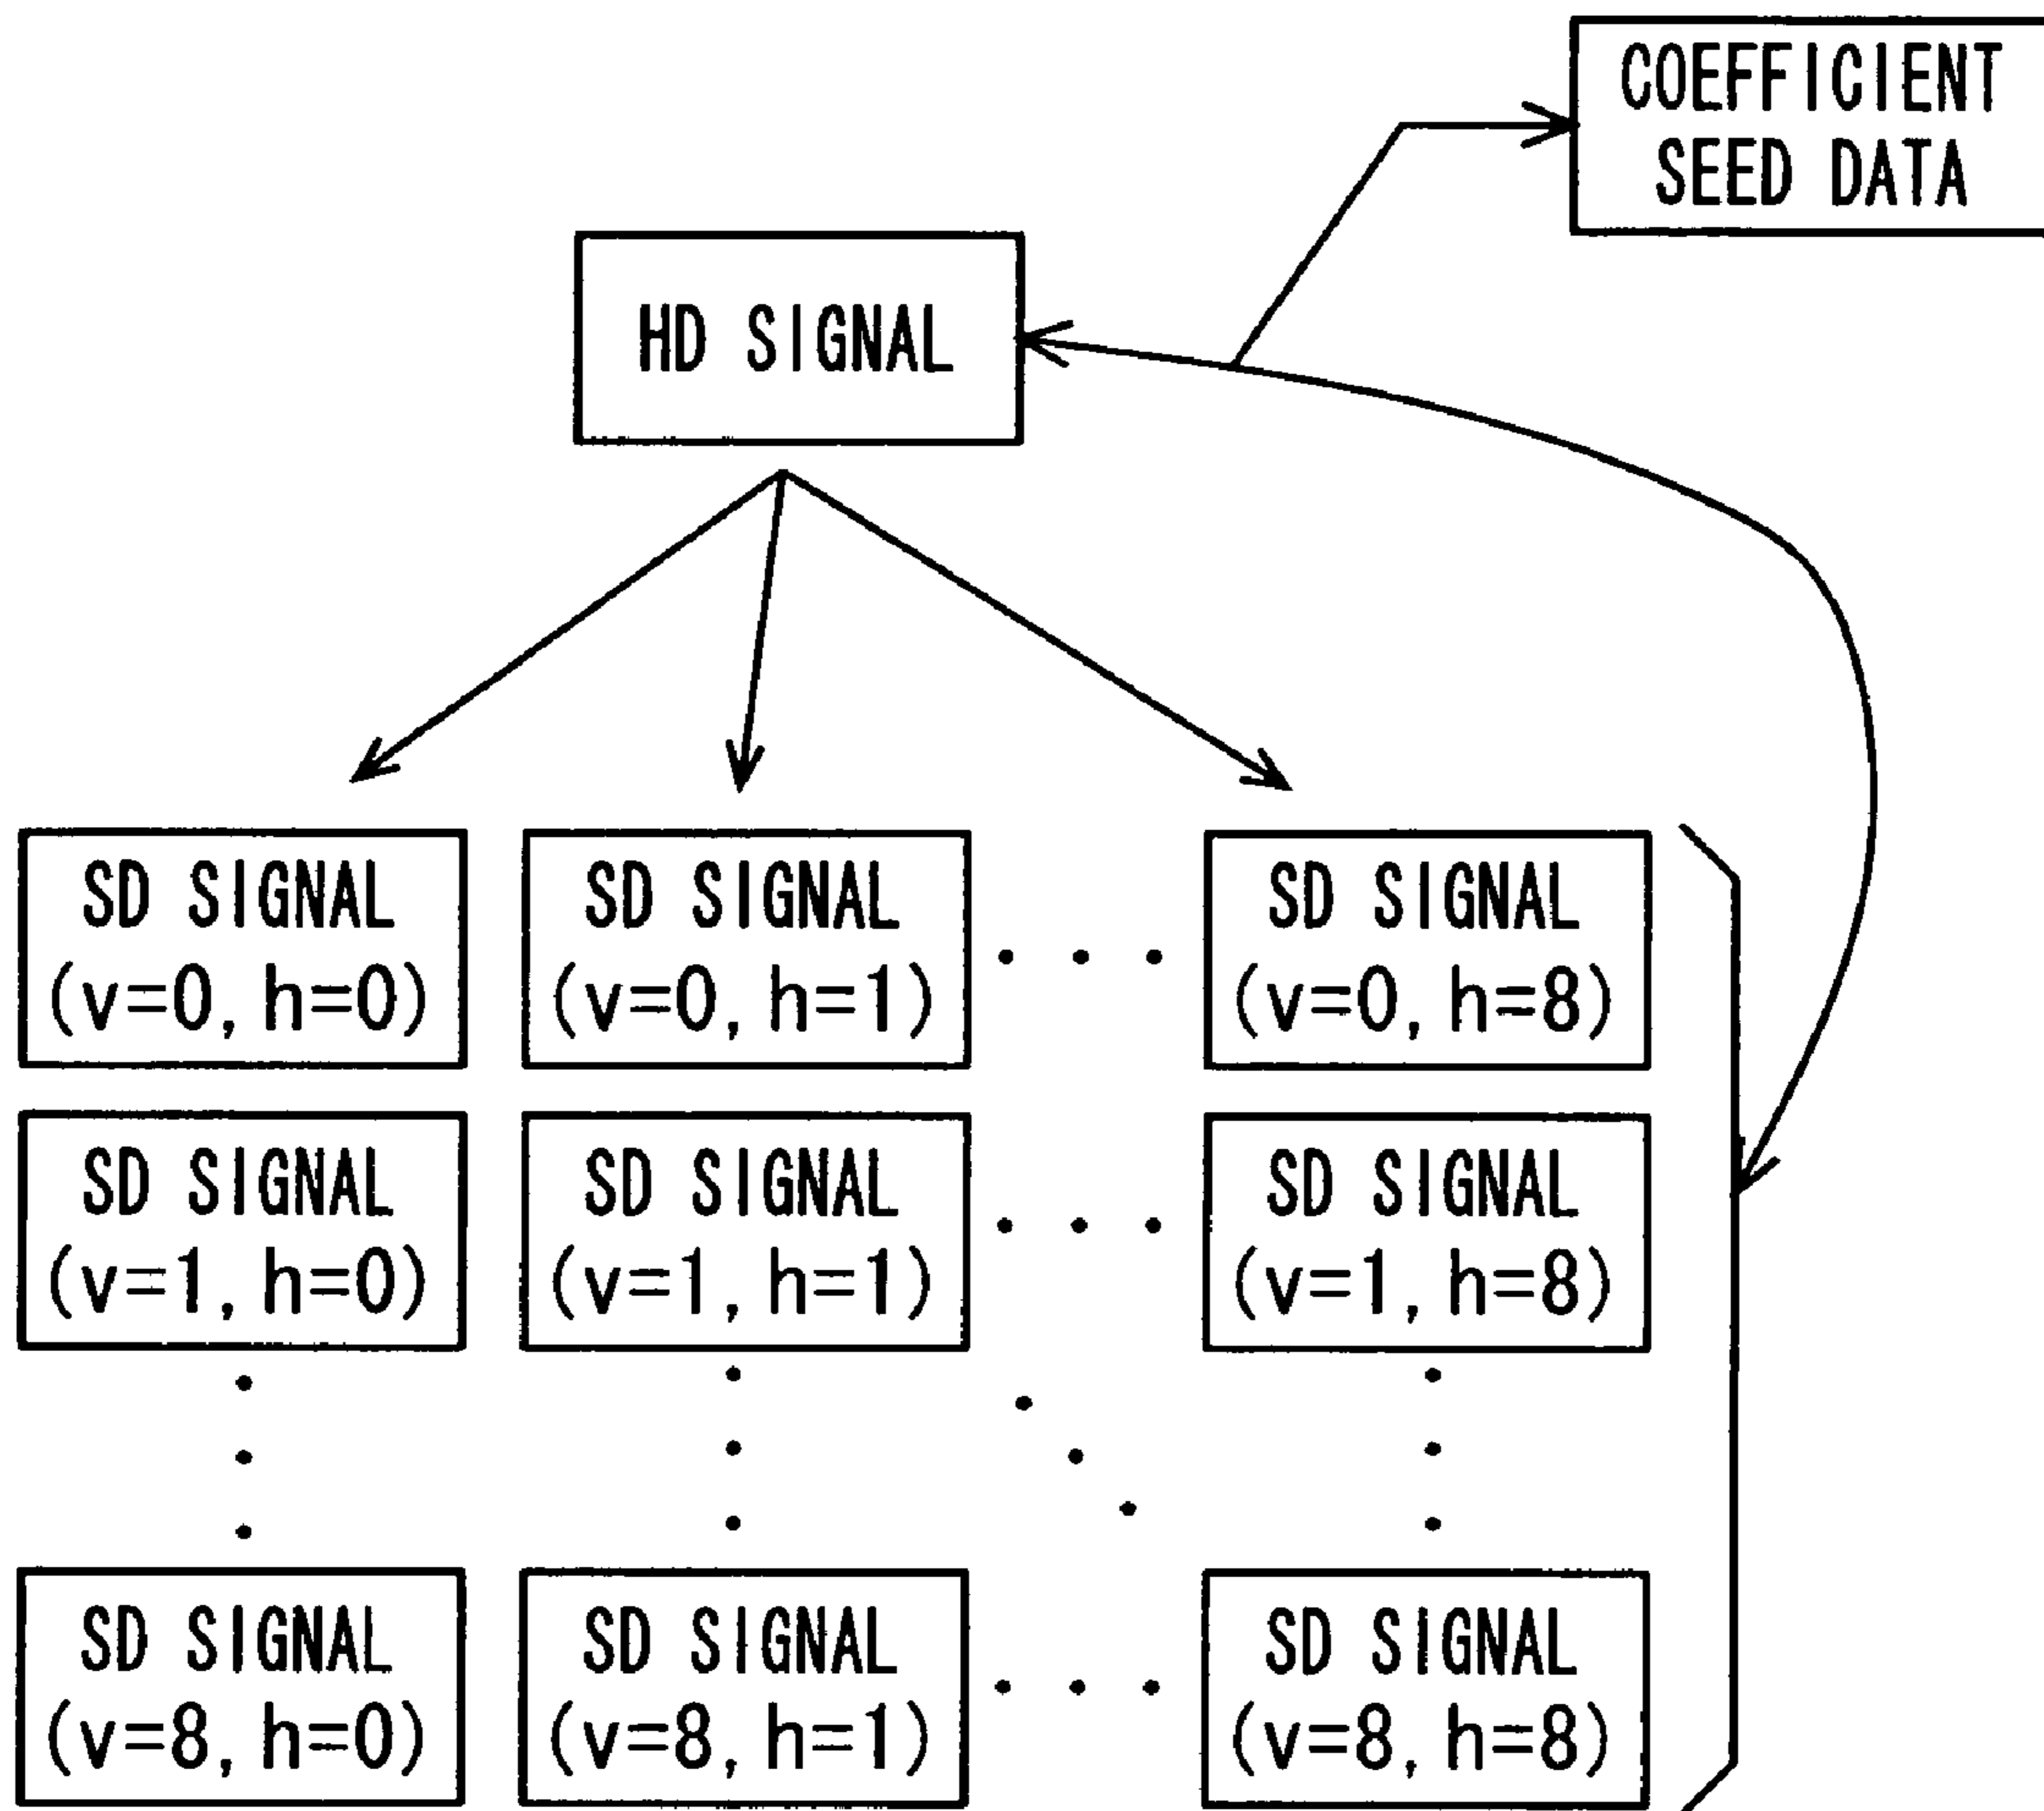 COEFFICIENT
SEED DATA
HD SIGNAL
SD SIGNAL
(v=0, h=0)
SD SIGNAL
(v=0, h=1)
SD SIGNAL
(v=0, h=8)
SD SIGNAL
(v=1, h=0)
SD SIGNAL
(v=1, h=1)
SD SIGNAL
(v=1, h=8)
SD SIGNAL
(v=8, h=0)
SD SIGNAL
(v=8, h=1)
SD SIGNAL
(v=8, h=8)